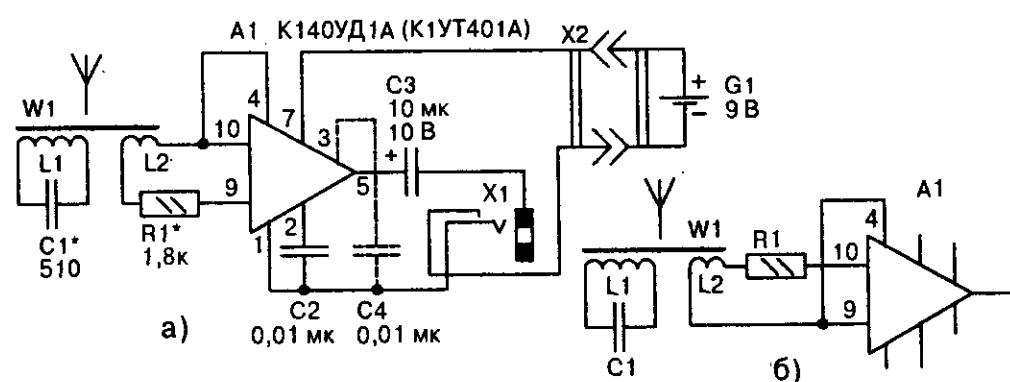 A1 К140УД1А (К1УТ401А)
X2
W1
L1
C1*
510
L2
R1*
1,8к
10
9
4
7
3
5
1
2
C3
10 мк
10 В
+
X1
C2
0,01 мк
C4
0,01 мк
+
−
G1
9 В
а)
W1
L1
C1
L2
R1
A1
4
10
9
б)